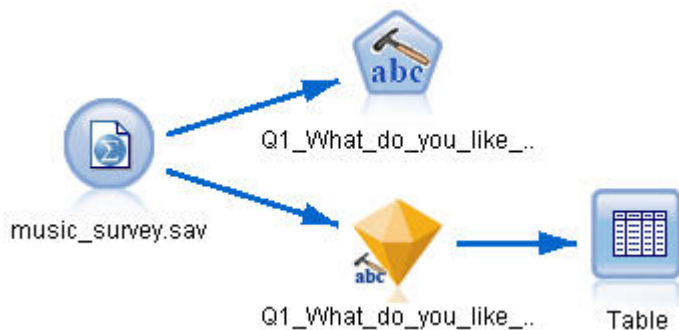 abc
Q1_What_do_you_like_..
music_survey.sav
abc
Q1_What_do_you_like_..
Table